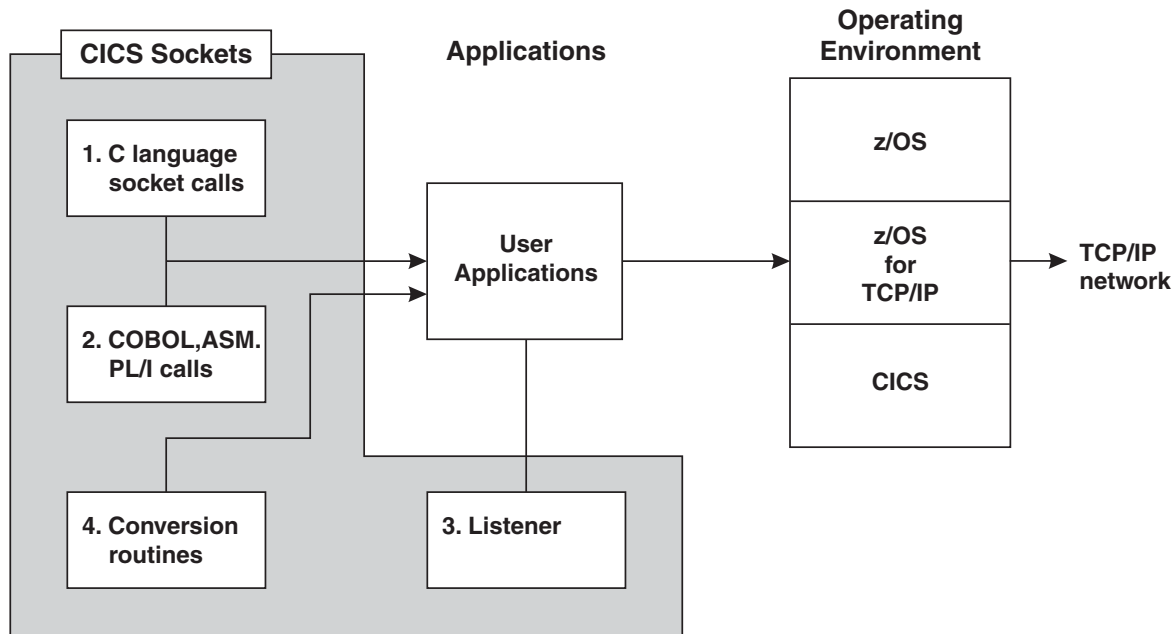 CICS Sockets
Applications
Operating
Environment
1. C language
socket calls
2. COBOL,ASM.
PL/I calls
4. Conversion
routines
3. Listener
User
Applications
z/OS
z/OS
for
TCP/IP
CICS
TCP/IP
network